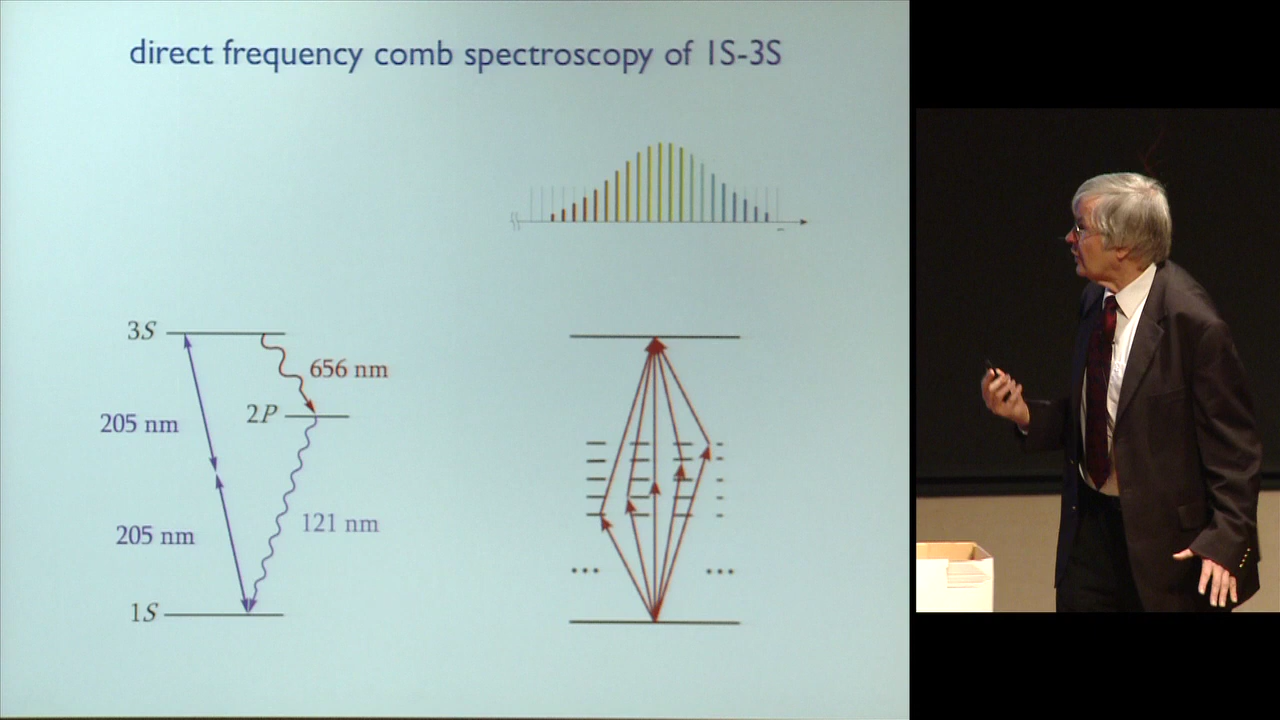 direct frequency comb spectroscopy of 1S-3S
3S
656 nm
2P
205 nm
205 nm
121 nm
1S
...
...